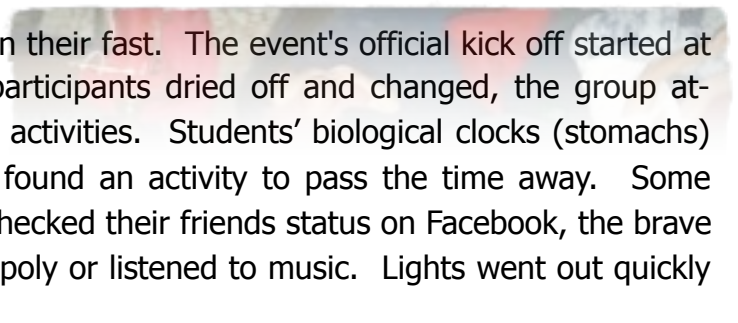 n their fast.  The event's official kick off started at
participants dried off and changed, the group at-
activities.  Students’ biological clocks (stomachs)
found an activity to pass the time away.  Some
hecked their friends status on Facebook, the brave
poly or listened to music.  Lights went out quickly